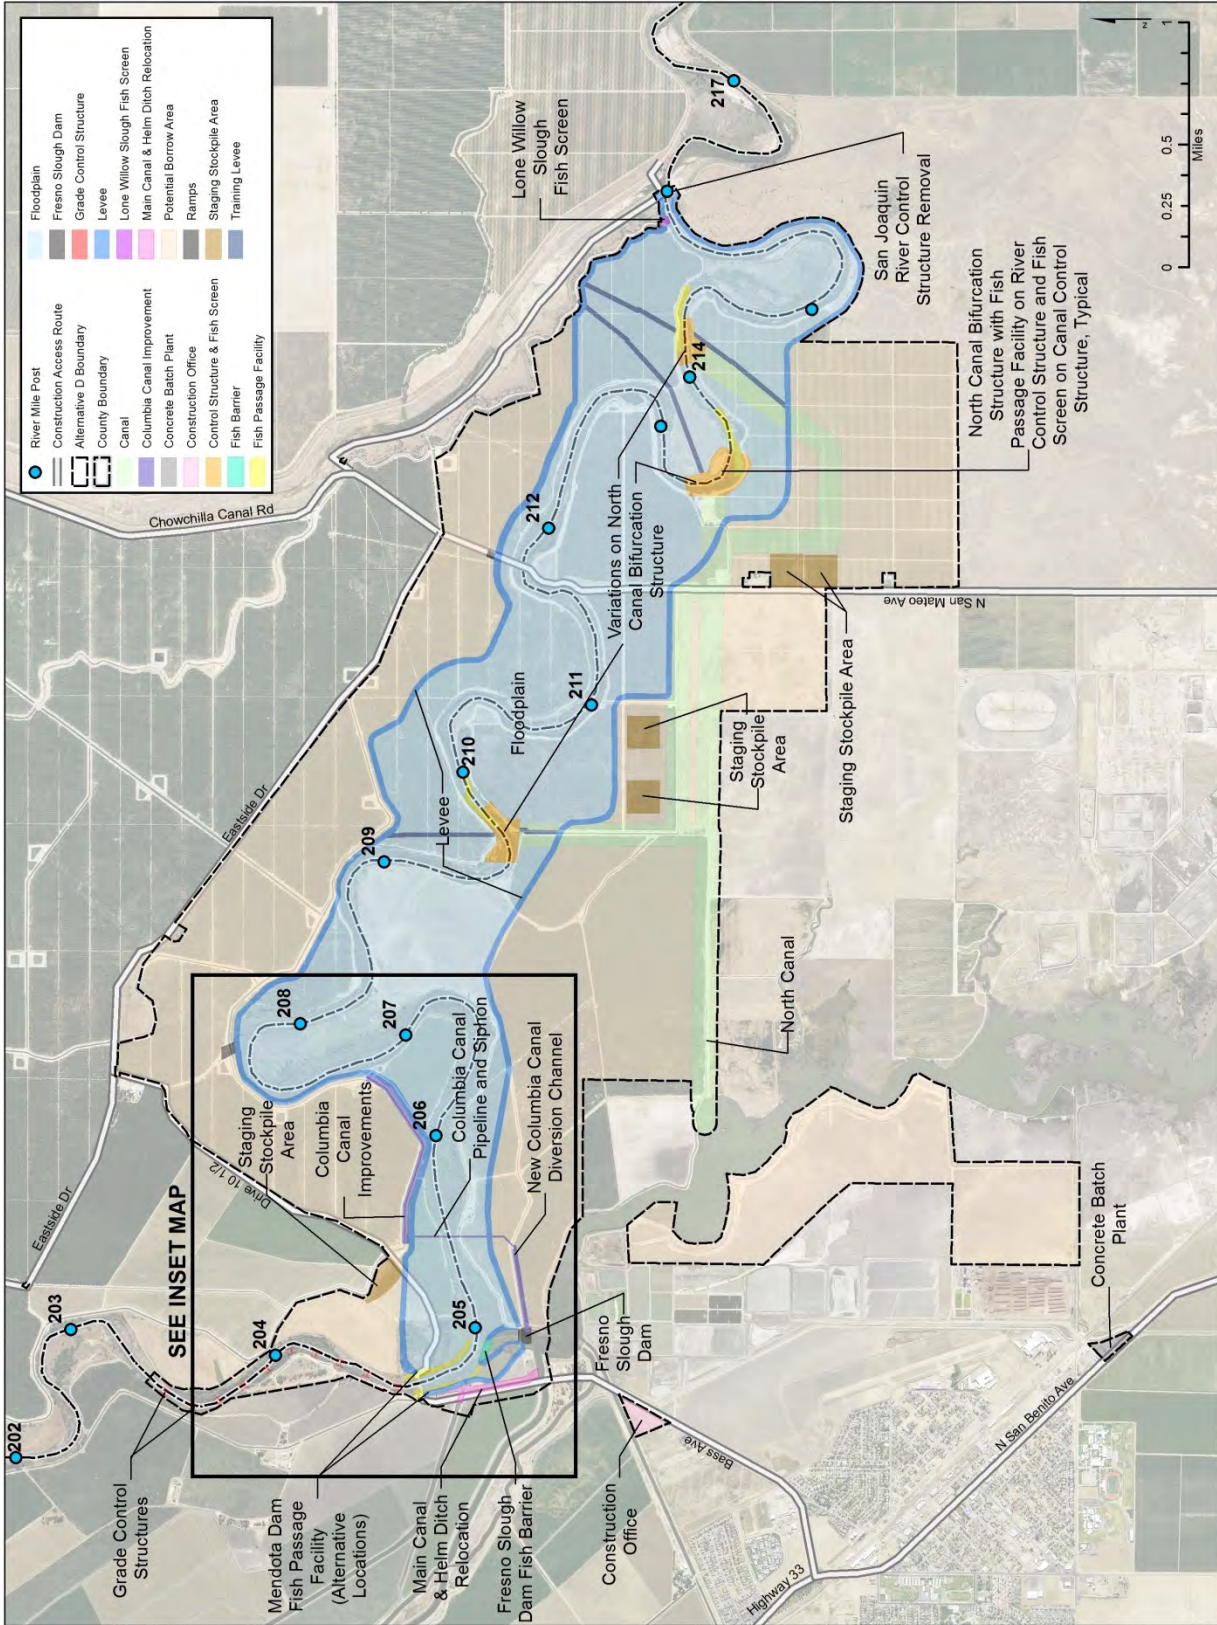 River Mile Post
Construction Access Route
Alternative D Boundary
County Boundary
Canal
Columbia Canal Improvement
Concrete Batch Plant
Construction Office
Control Structure & Fish Screen
Fish Barrier
Fish Passage Facility
Floodplain
Fresno Slough Dam
Grade Control Structure
Levee
Lone Willow Slough Fish Screen
Main Canal & Helm Ditch Relocation
Potential Borrow Area
Ramps
Staging Stockpile Area
Training Levee
202
203
204
205
206
207
208
209
210
211
212
214
217
SEE INSET MAP
Eastside Dr
Eastside Dr
Drive 10 1/2
Chowchilla Canal Rd
Grade Control
Structures
Mendota Dam
Fish Passage
Facility
(Alternative
Locations)
Main Canal
& Helm Ditch
Relocation
Fresno Slough
Dam Fish Barrier
Construction
Office
Staging
Stockpile
Area
Columbia
Canal
Improvements
Columbia Canal
Pipeline and Siphon
New Columbia Canal
Diversion Channel
Fresno
Slough
Dam
Levee
Floodplain
Variations on North
Canal Bifurcation
Structure
Lone Willow
Slough
Fish Screen
San Joaquin
River Control
Structure Removal
North Canal Bifurcation
Structure with Fish
Passage Facility on River
Control Structure and Fish
Screen on Canal Control
Structure, Typical
Staging
Stockpile
Area
Staging Stockpile Area
North Canal
N San Mateo Ave
Concrete Batch
Plant
N San Benito Ave
Bass Ave
Highway 33
z
0 0.25 0.5 1
Miles